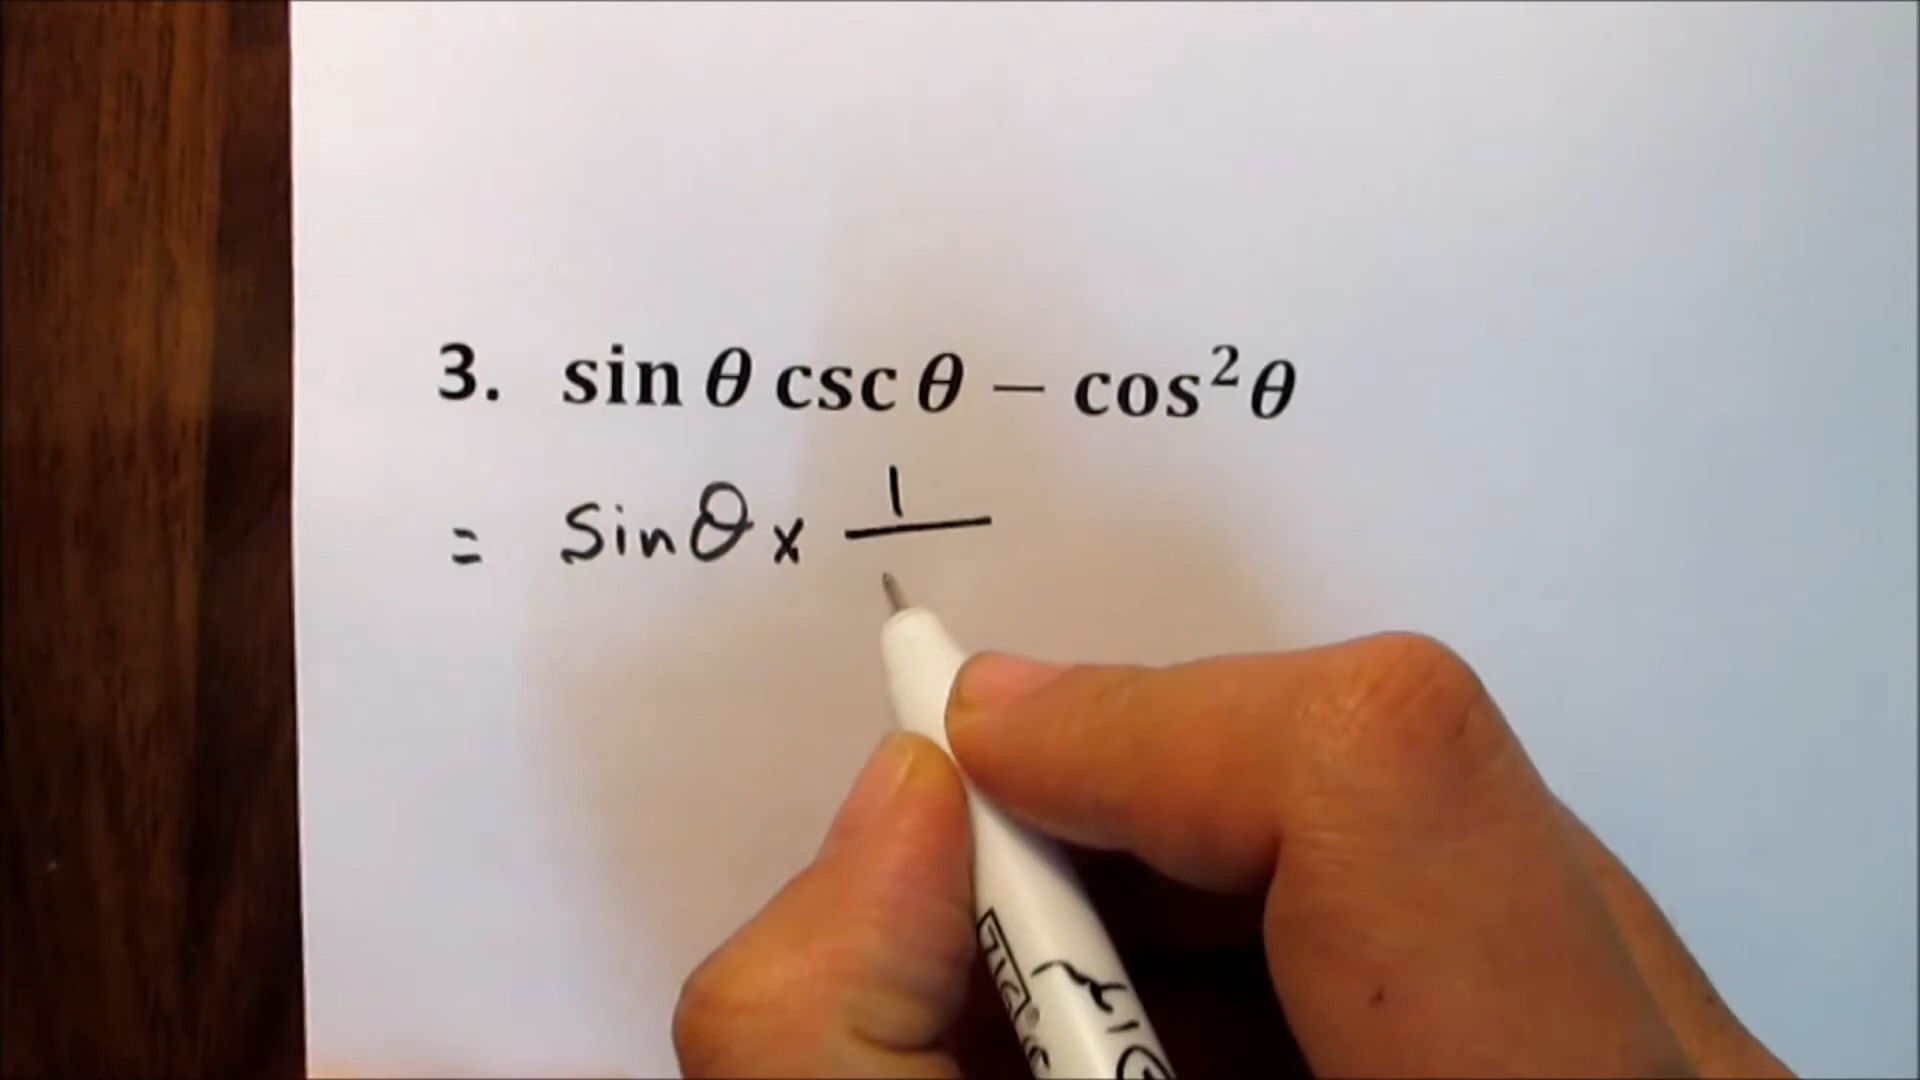 3. sin θ csc θ − cos²θ
= sinθ x 1/